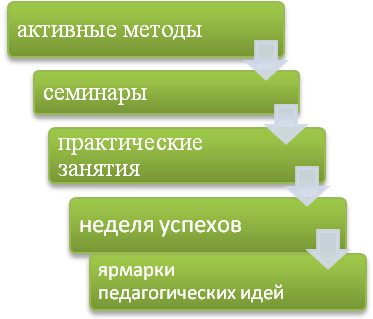 активные методы
семинары
практические
занятия
неделя успехов
ярмарки
педагогических идей